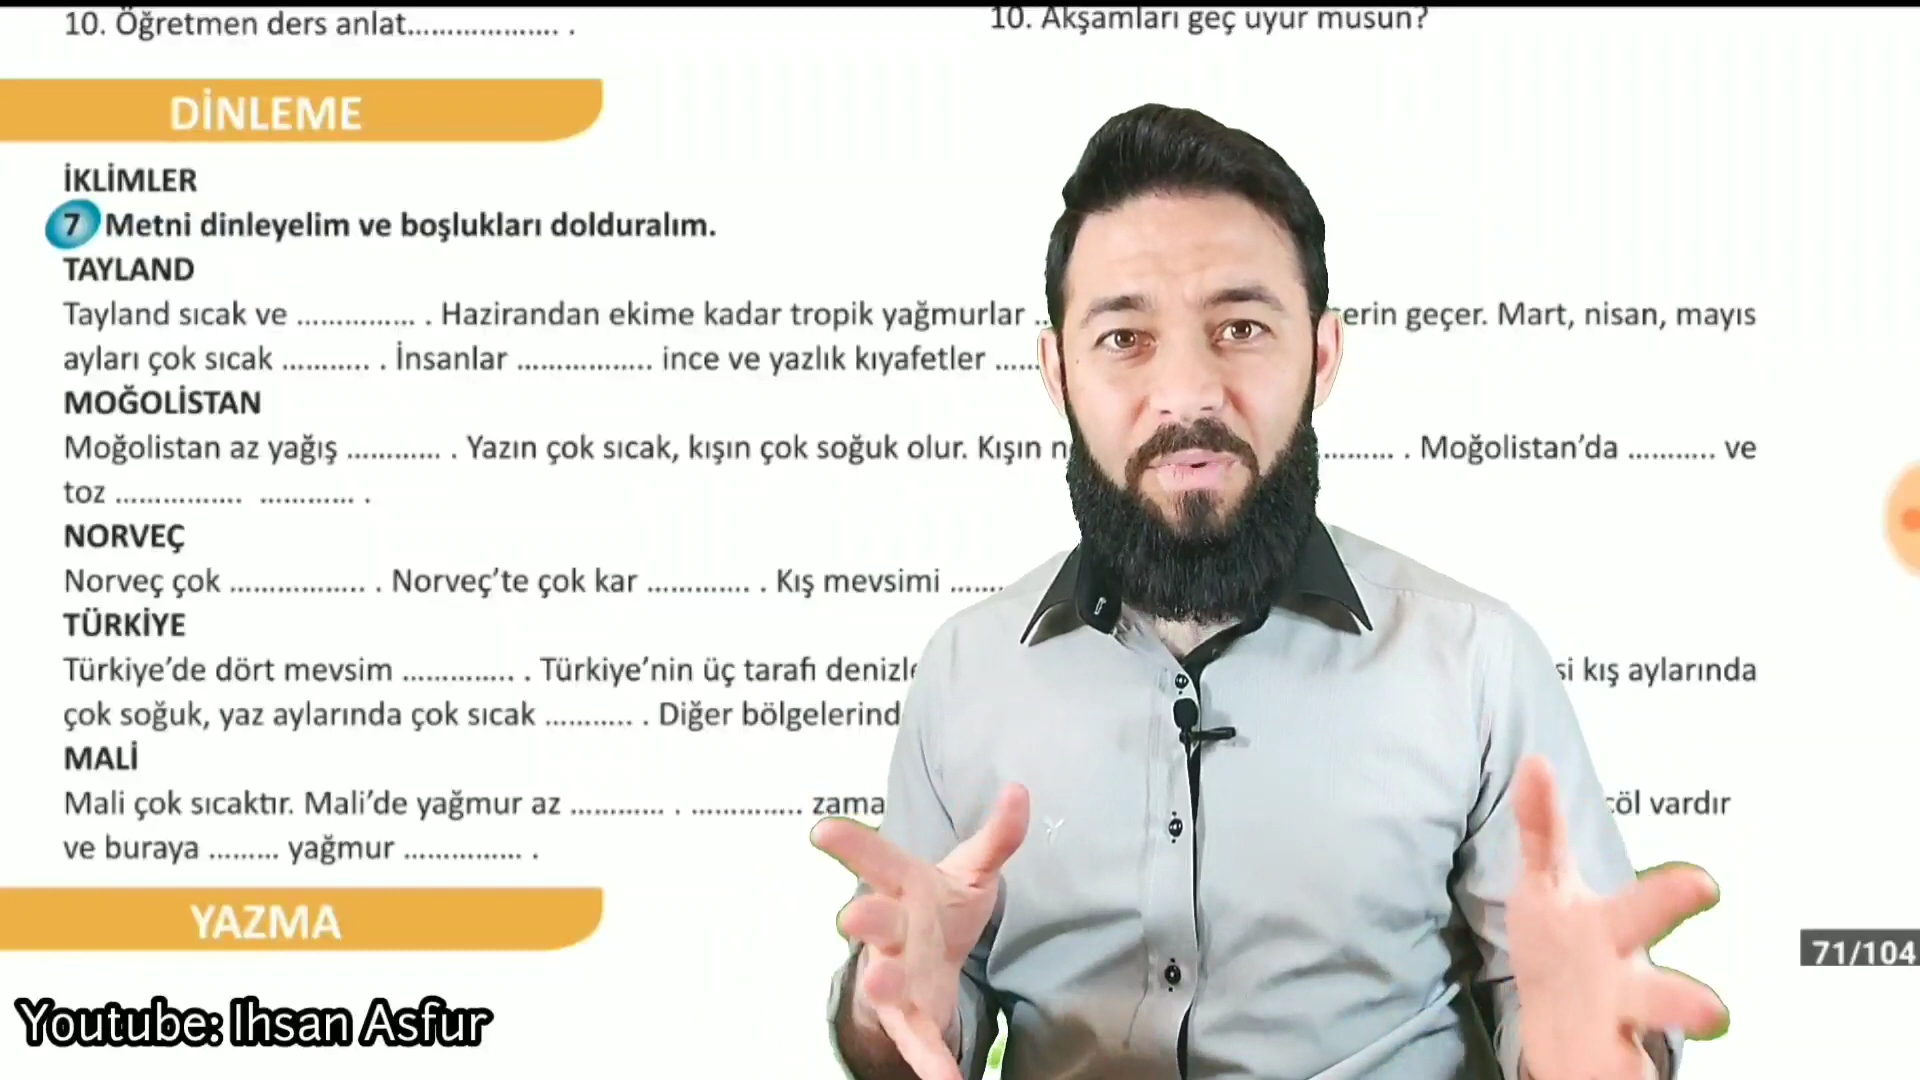 10. Öğretmen ders anlat................... .
10. Akşamları geç uyur musun?
DİNLEME
İKLİMLER
7 Metni dinleyelim ve boşlukları dolduralım.
TAYLAND
Tayland sıcak ve ............... . Hazirandan ekime kadar tropik yağmurlar .. geçer. Mart, nisan, mayıs
ayları çok sıcak ........... . İnsanlar ................. ince ve yazlık kıyafetler .....
MOĞOLİSTAN
Moğolistan az yağış ............ . Yazın çok sıcak, kışın çok soğuk olur. Kışın ......... . Moğolistan’da ........... ve
toz ................ ............ .
NORVEÇ
Norveç çok ................. . Norveç’te çok kar ............. . Kış mevsimi .......
TÜRKİYE
Türkiye’de dört mevsim .............. . Türkiye’nin üç tarafı kış aylarında
çok soğuk, yaz aylarında çok sıcak ........... . Diğer
MALİ
Mali çok sıcaktır. Mali’de yağmur az ............ . .............. çöl vardır
ve buraya ......... yağmur ............... .
YAZMA
71/104
Youtube: Ihsan Asfur